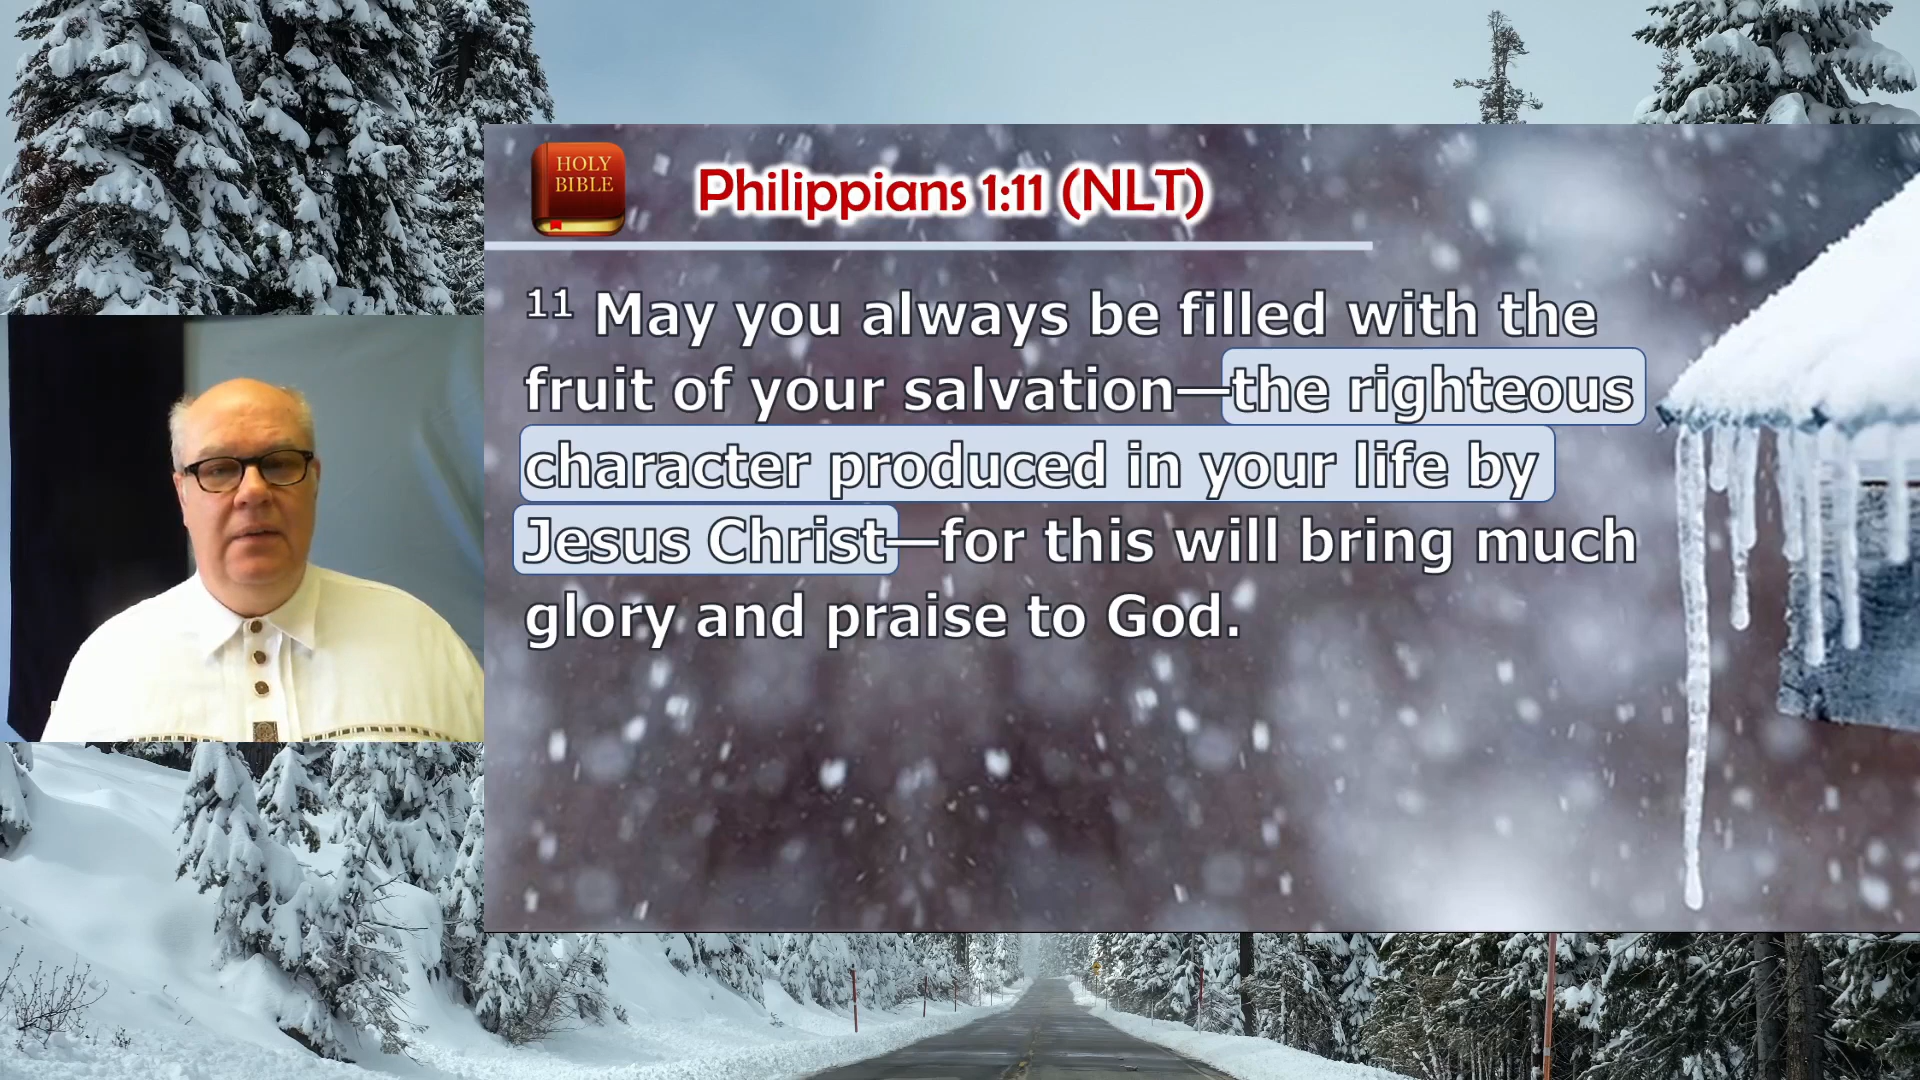 HOLY
BIBLE
Philippians 1:11 (NLT)
11 May you always be filled with the
fruit of your salvation—the righteous
character produced in your life by
Jesus Christ—for this will bring much
glory and praise to God.